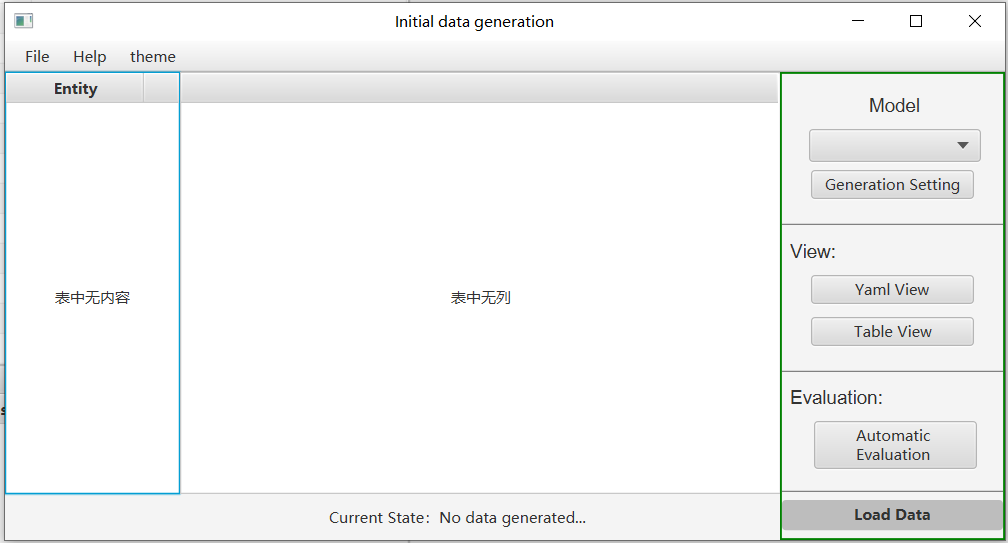 Initial data generation
File Help theme
Entity
表中无内容
表中无列
Model
Generation Setting
View:
Yaml View
Table View
Evaluation:
Automatic
Evaluation
Load Data
Current State：No data generated...